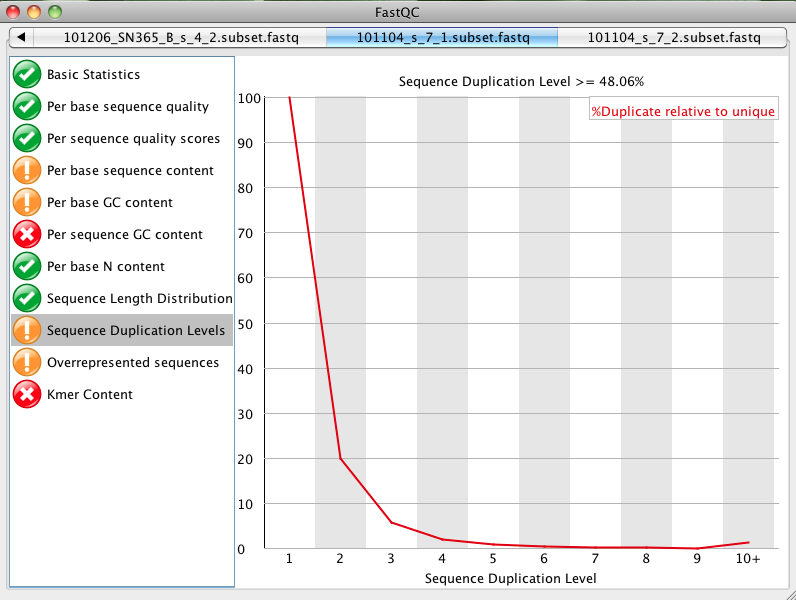 FastQC
101206_SN365_B_s_4_2.subset.fastq
101104_s_7_1.subset.fastq
101104_s_7_2.subset.fastq
Basic Statistics
Per base sequence quality
Per sequence quality scores
Per base sequence content
Per base GC content
Per sequence GC content
Per base N content
Sequence Length Distribution
Sequence Duplication Levels
Overrepresented sequences
Kmer Content
Sequence Duplication Level >= 48.06%
%Duplicate relative to unique
100
90
80
70
60
50
40
30
20
10
0
1 2 3 4 5 6 7 8 9 10+
Sequence Duplication Level